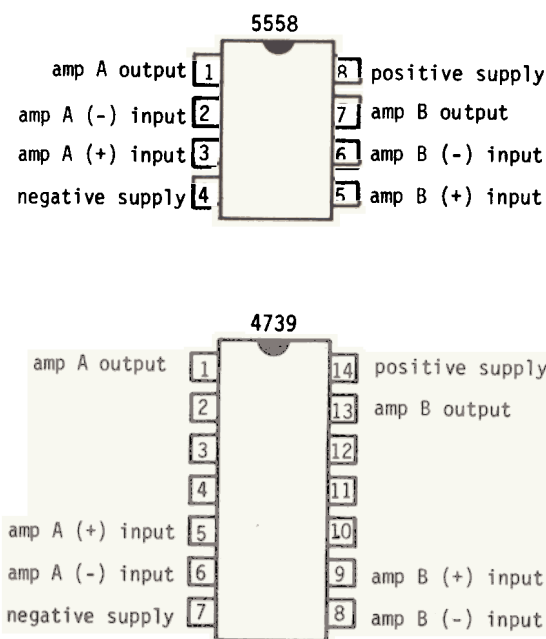 5558
amp A output 1 8 positive supply
amp A (-) input 2 7 amp B output
amp A (+) input 3 6 amp B (-) input
negative supply 4 5 amp B (+) input
4739
amp A output 1 14 positive supply
2 13 amp B output
3 12
4 11
amp A (+) input 5 10
amp A (-) input 6 9 amp B (+) input
negative supply 7 8 amp B (-) input